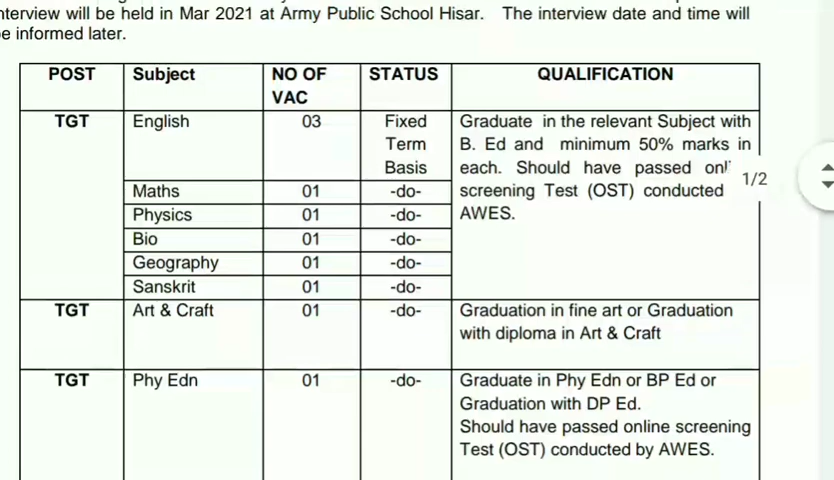 nterview will be held in Mar 2021 at Army Public School Hisar. The interview date and time will
e informed later.
POST Subject NO OF VAC STATUS QUALIFICATION
TGT English 03 Fixed Term Basis
Graduate in the relevant Subject with
B. Ed and minimum 50% marks in
each. Should have passed onl
screening Test (OST) conducted
AWES.
Maths 01 -do-
Physics 01 -do-
Bio 01 -do-
Geography 01 -do-
Sanskrit 01 -do-
TGT Art & Craft 01 -do- Graduation in fine art or Graduation
with diploma in Art & Craft
TGT Phy Edn 01 -do- Graduate in Phy Edn or BP Ed or
Graduation with DP Ed.
Should have passed online screening
Test (OST) conducted by AWES.
1/2